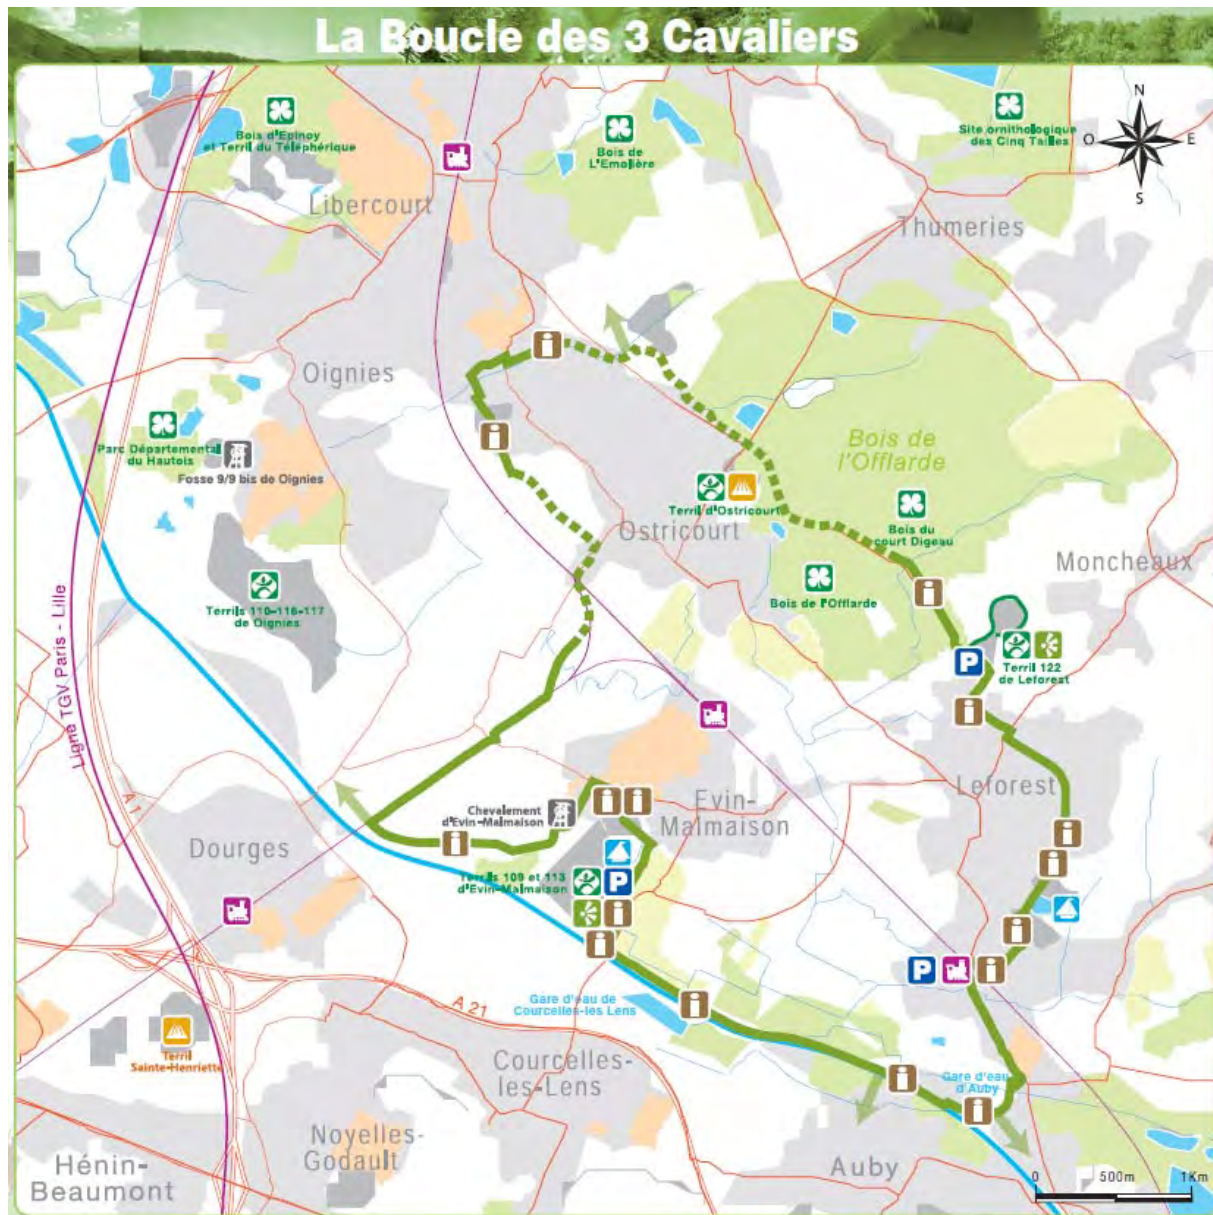 La Boucle des 3 Cavaliers
N
O
E
S
Bois d'Epinoy
et Terril du Téléphérique
Bois de
L'Emolière
Site ornithologique
des Cinq Tailles
Libercourt
Thumeries
Oignies
Parc Départemental
du Hautois
Fosse 9/9 bis de Oignies
Bois de
l'Offlarde
Terril d'Ostricourt
Ostricourt
Bois du
court Digeau
Moncheaux
Terrils 110-116-117
de Oignies
Bois de l'Offlarde
P
Terril 122
de Leforest
Ligne TGV Paris - Lille
A 1
Leforest
Chevalement
d'Evin-Malmaison
Evin-
Malmaison
Dourges
Terrils 109 et 113
d'Evin-Malmaison
P
P
Gare d'eau de
Courcelles-les Lens
A 21
Terril
Sainte-Henriette
Courcelles-
les-Lens
Gare d'eau
d'Auby
Noyelles-
Godault
Hénin-
Beaumont
Auby
0 500m 1Km